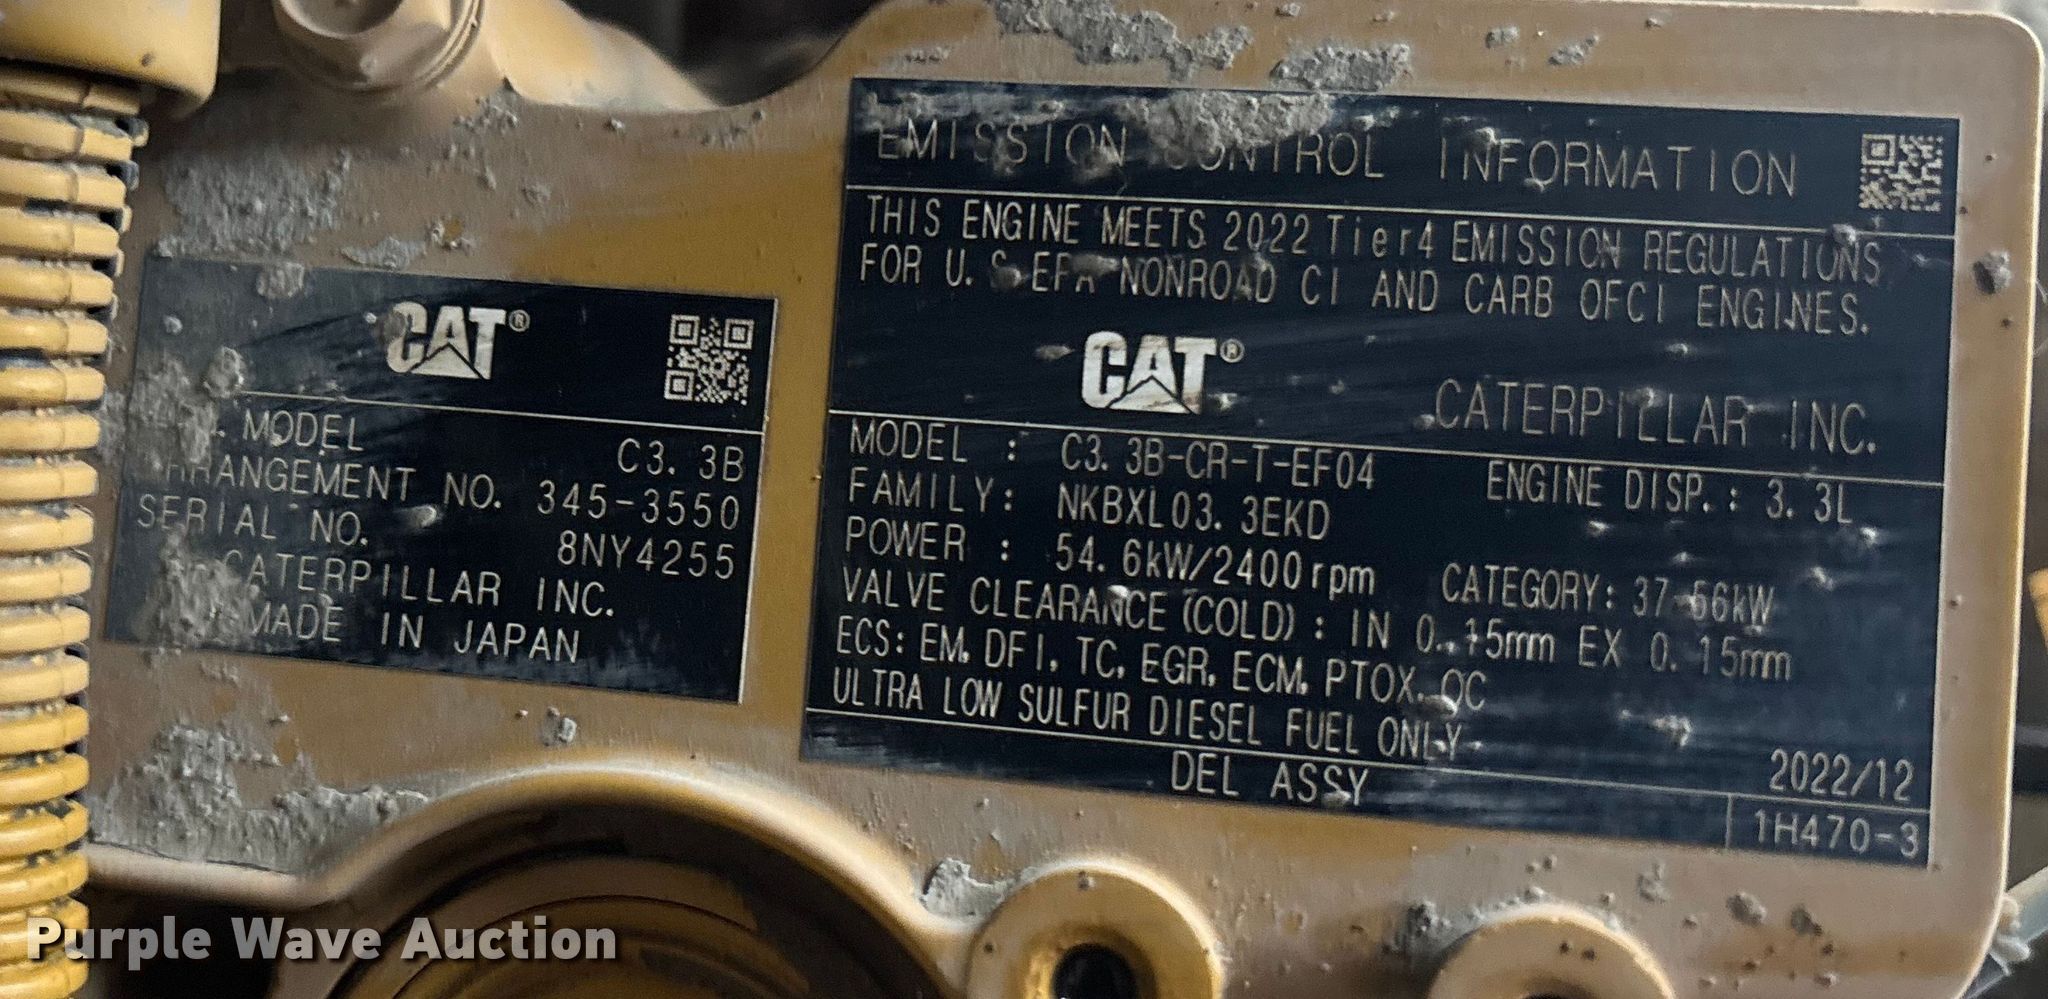 CAT®
MODEL C3.3B
ARRANGEMENT NO. 345-3550
SERIAL NO. 8NY4255
CATERPILLAR INC.
MADE IN JAPAN
EMISSION CONTROL INFORMATION
THIS ENGINE MEETS 2022 Tier4 EMISSION REGULATIONS
FOR U.S EPA NONROAD CI AND CARB OFCI ENGINES.
CAT® CATERPILLAR INC.
MODEL : C3.3B-CR-T-EF04 ENGINE DISP.: 3.3L
FAMILY: NKBXL03.3EKD
POWER : 54.6kW/2400rpm CATEGORY: 37-56kW
VALVE CLEARANCE (COLD) : IN 0.15mm EX 0.15mm
ECS: EM, DFI, TC, EGR, ECM, PTOX, OC
ULTRA LOW SULFUR DIESEL FUEL ONLY
DEL ASSY 2022/12
1H470-3
Purple Wave Auction